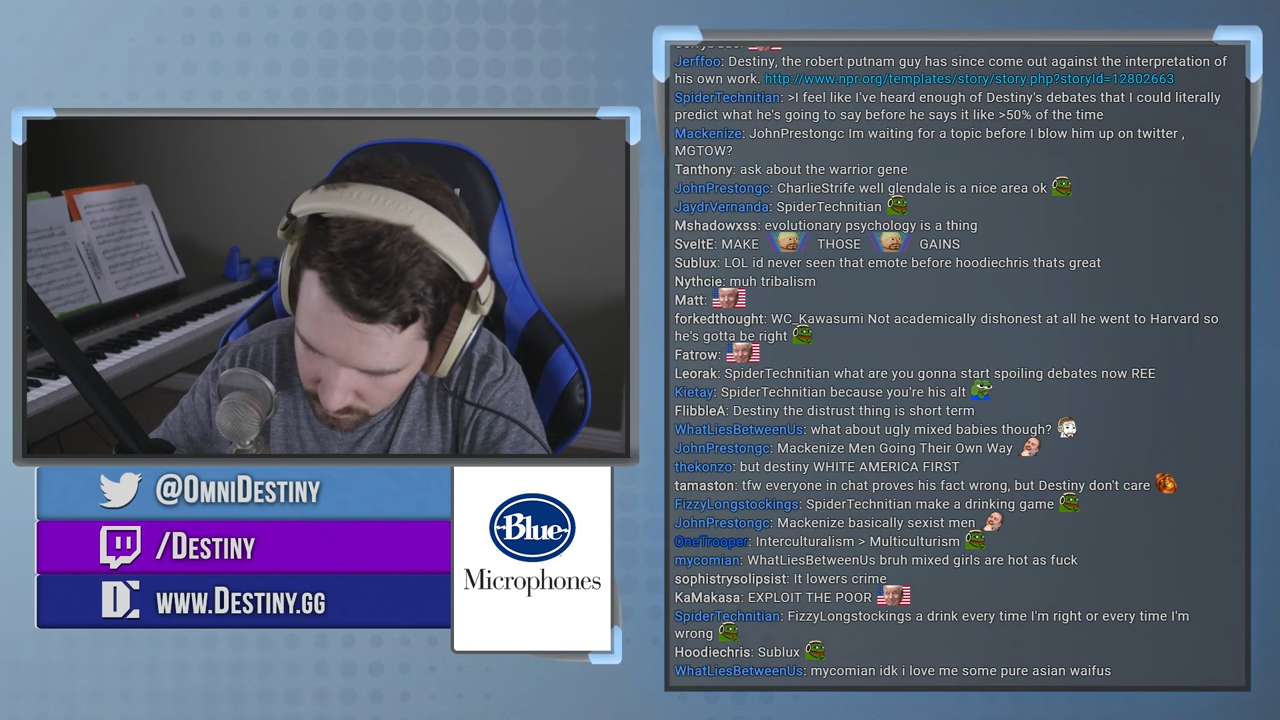 @OmniDestiny
/Destiny
www.Destiny.gg
Blue
Microphones
Jerffoo: Destiny, the robert putnam guy has since come out against the interpretation of
his own work. http://www.npr.org/templates/story/story.php?storyId=12802663
SpiderTechnitian: >I feel like I've heard enough of Destiny's debates that I could literally
predict what he's going to say before he says it like >50% of the time
Mackenize: JohnPrestongc Im waiting for a topic before I blow him up on twitter ,
MGTOW?
Tanthony: ask about the warrior gene
JohnPrestongc: CharlieStrife well glendale is a nice area ok
JaydrVernanda: SpiderTechnitian
Mshadowxss: evolutionary psychology is a thing
SveltE: MAKE THOSE GAINS
Sublux: LOL id never seen that emote before hoodiechris thats great
Nythcie: muh tribalism
Matt:
forkedthought: WC_Kawasumi Not academically dishonest at all he went to Harvard so
he's gotta be right
Fatrow:
Leorak: SpiderTechnitian what are you gonna start spoiling debates now REE
Kietay: SpiderTechnitian because you're his alt
FlibbleA: Destiny the distrust thing is short term
WhatLiesBetweenUs: what about ugly mixed babies though?
JohnPrestongc: Mackenize Men Going Their Own Way
thekonzo: but destiny WHITE AMERICA FIRST
tamaston: tfw everyone in chat proves his fact wrong, but Destiny don't care
FizzyLongstockings: SpiderTechnitian make a drinking game
JohnPrestongc: Mackenize basically sexist men
OneTrooper: Interculturalism > Multiculturism
mycomian: WhatLiesBetweenUs bruh mixed girls are hot as fuck
sophistrysolipsist: It lowers crime
KaMakasa: EXPLOIT THE POOR
SpiderTechnitian: FizzyLongstockings a drink every time I'm right or every time I'm
wrong
Hoodiechris: Sublux
WhatLiesBetweenUs: mycomian idk i love me some pure asian waifus